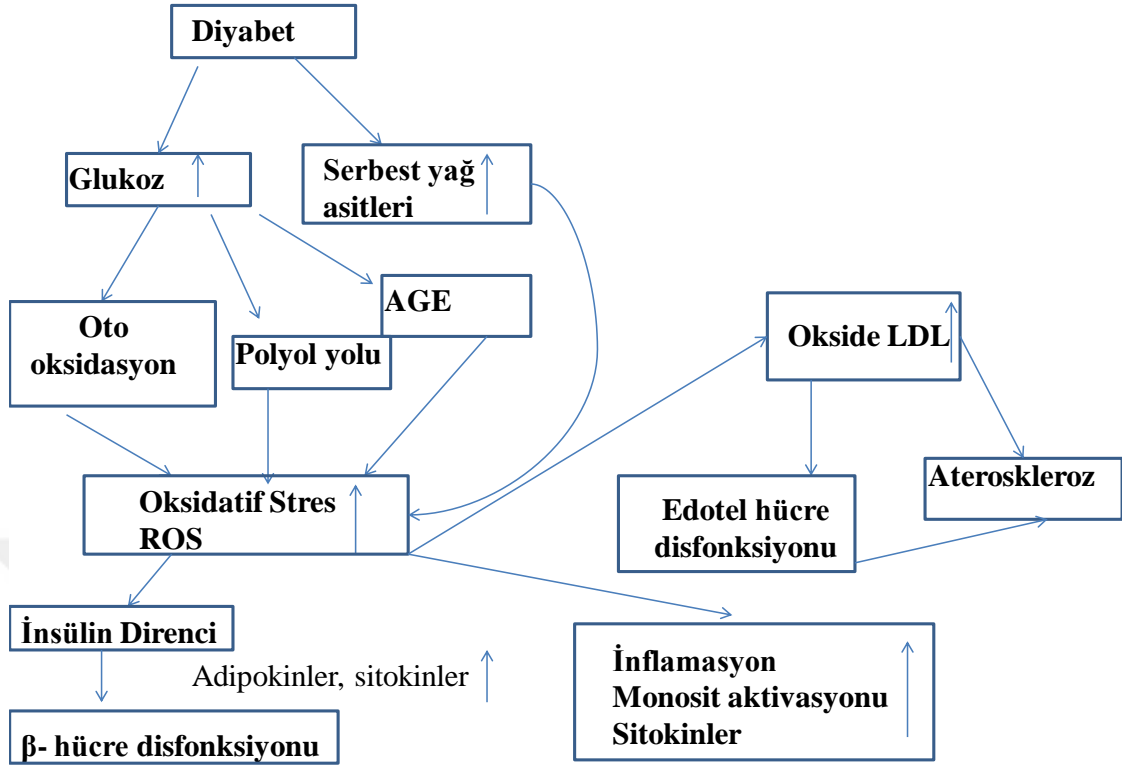 Diyabet
Glukoz
Serbest yağ
asitleri
AGE
Oto
oksidasyon
Polyol yolu
Okside LDL
Oksidatif Stres
ROS
Edotel hücre
disfonksiyonu
Ateroskleroz
İnsülin Direnci
Adipokinler, sitokinler
β- hücre disfonksiyonu
İnflamasyon
Monosit aktivasyonu
Sitokinler